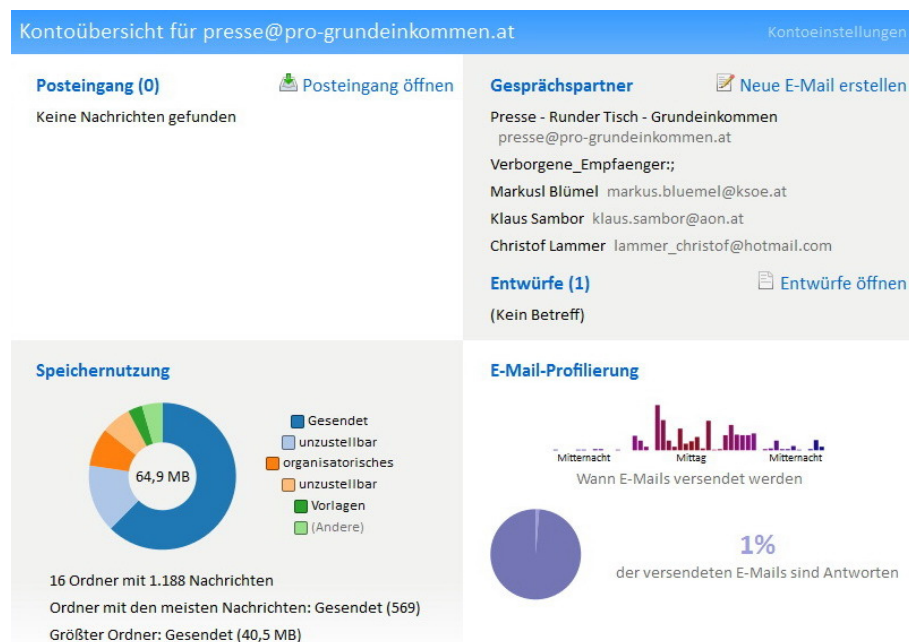 Kontoübersicht für presse@pro-grundeinkommen.at
Kontoeinstellungen
Posteingang (0)
Posteingang öffnen
Keine Nachrichten gefunden
Gesprächspartner
Neue E-Mail erstellen
Presse - Runder Tisch - Grundeinkommen
presse@pro-grundeinkommen.at
Verborgene_Empfaenger:;
Markusl Blümel markus.bluemel@ksoe.at
Klaus Sambor klaus.sambor@aon.at
Christof Lammer lammer_christof@hotmail.com
Entwürfe (1)
Entwürfe öffnen
(Kein Betreff)
Speichernutzung
64,9 MB
Gesendet
unzustellbar
organisatorisches
unzustellbar
Vorlagen
(Andere)
16 Ordner mit 1.188 Nachrichten
Ordner mit den meisten Nachrichten: Gesendet (569)
Größter Ordner: Gesendet (40,5 MB)
E-Mail-Profilierung
Mitternacht Mittag Mitternacht
Wann E-Mails versendet werden
1%
der versendeten E-Mails sind Antworten